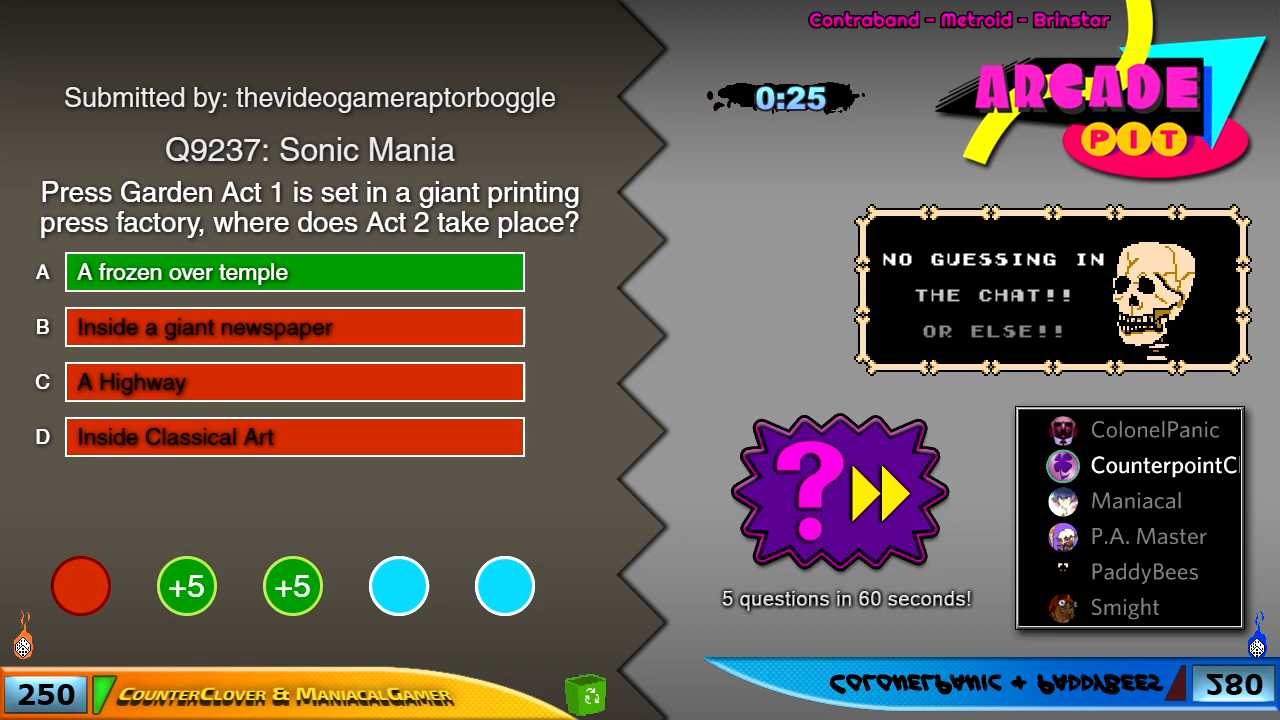 Contraband - Metroid - Brinstar
ARCADE
PIT
0:25
Submitted by: thevideogameraptorboggle
Q9237: Sonic Mania
Press Garden Act 1 is set in a giant printing
press factory, where does Act 2 take place?
A A frozen over temple
B Inside a giant newspaper
C A Highway
D Inside Classical Art
+5 +5
NO GUESSING IN
THE CHAT!!
OR ELSE!!
?
5 questions in 60 seconds!
ColonelPanic
CounterpointCl
Maniacal
P.A. Master
PaddyBees
Smight
250 CounterClover & ManiacalGamer
ColonelPanic + PaddyBees 280